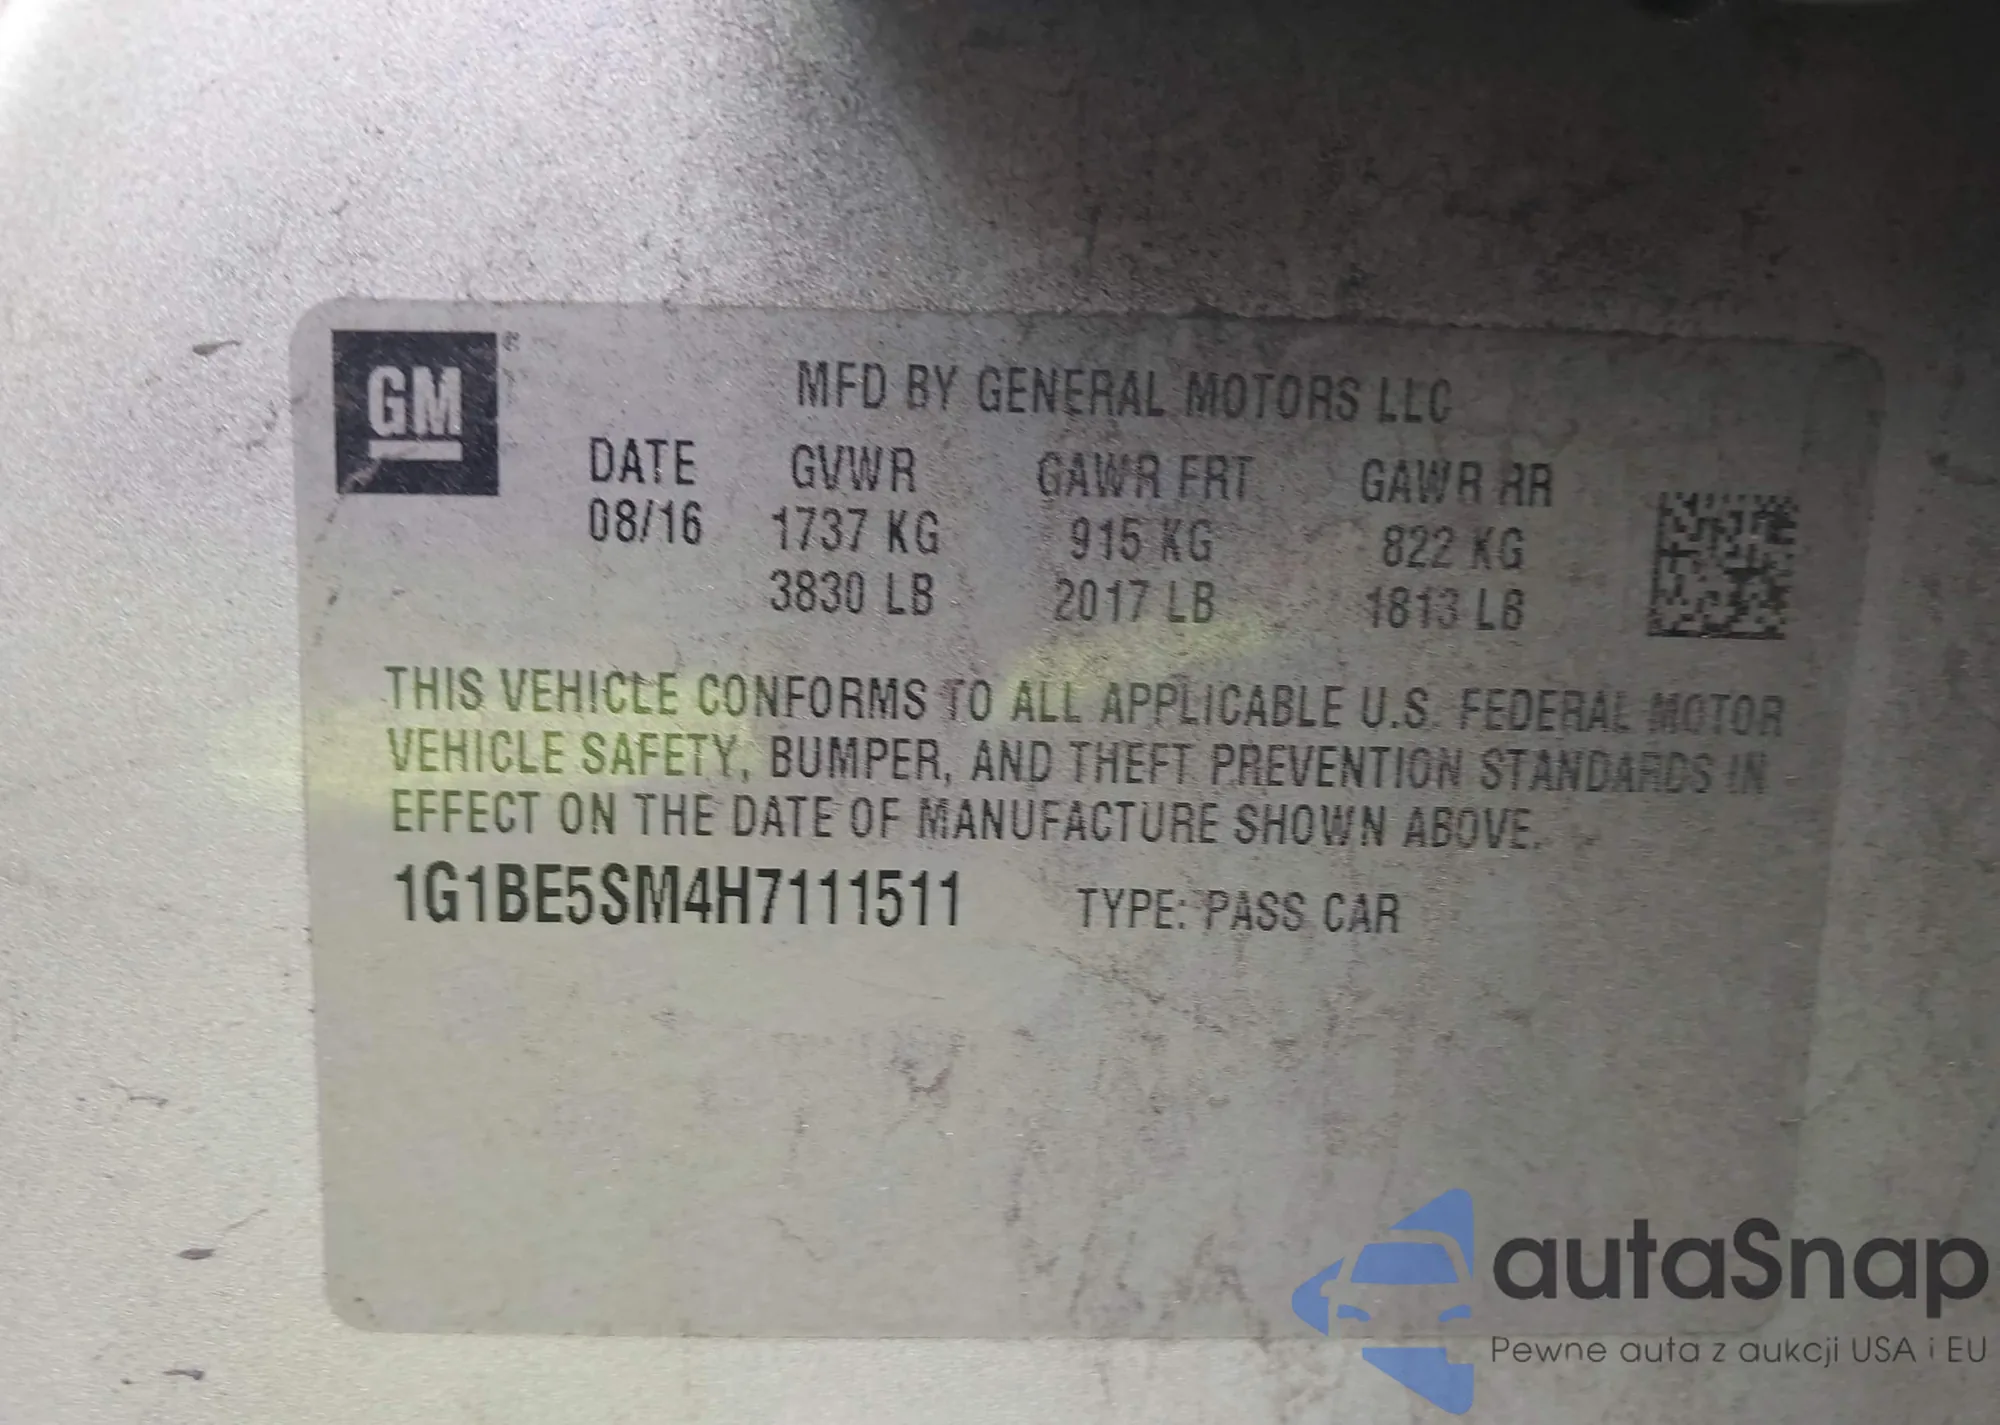 GM
MFD BY GENERAL MOTORS LLC
DATE GVWR GAWR FRT GAWR RR
08/16 1737 KG 915 KG 822 KG
3830 LB 2017 LB 1813 LB
THIS VEHICLE CONFORMS TO ALL APPLICABLE U.S. FEDERAL MOTOR
VEHICLE SAFETY, BUMPER, AND THEFT PREVENTION STANDARDS IN
EFFECT ON THE DATE OF MANUFACTURE SHOWN ABOVE.
1G1BE5SM4H7111511 TYPE: PASS CAR
autaSnap
Pewne auta z aukcji USA i EU